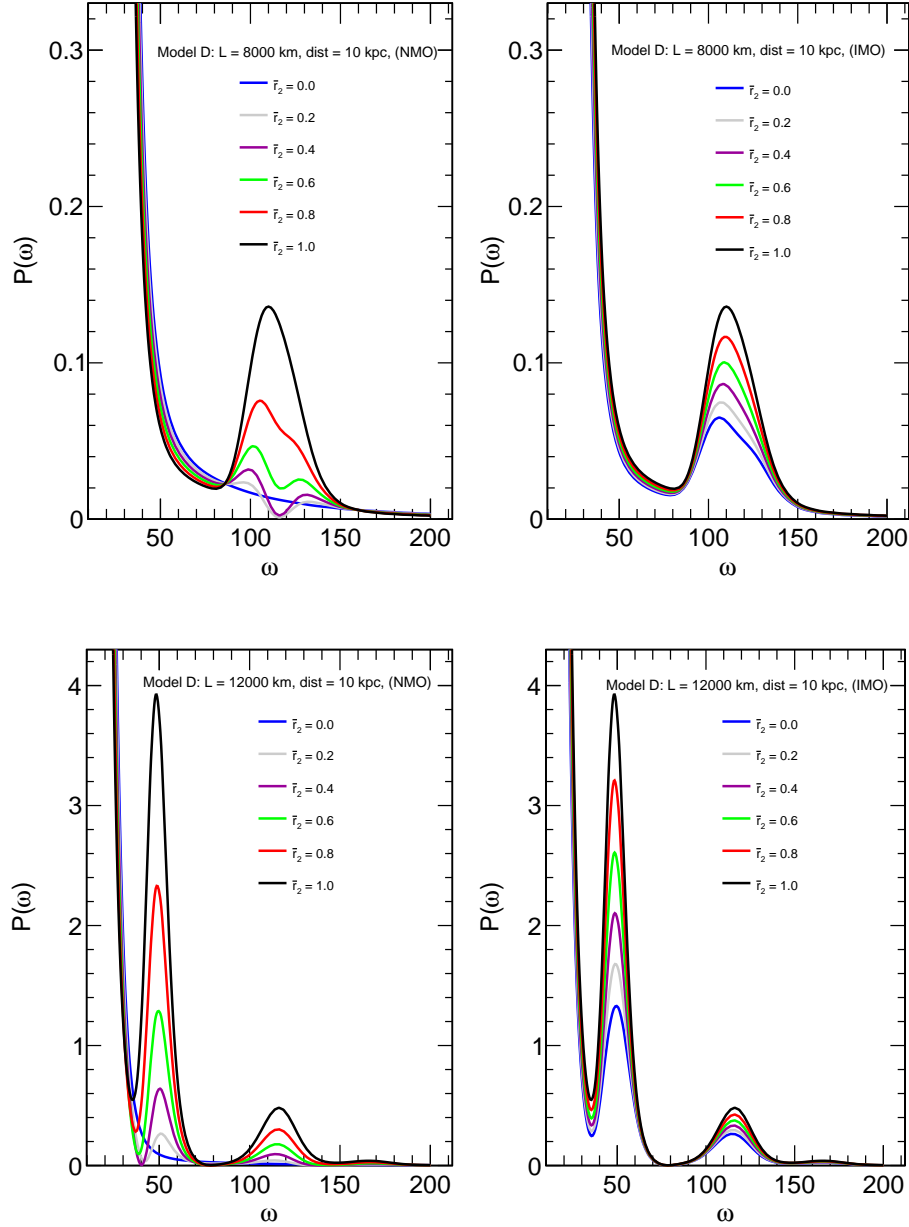 Model D: L = 8000 km, dist = 10 kpc, (NMO)
r̄₂ = 0.0
r̄₂ = 0.2
r̄₂ = 0.4
r̄₂ = 0.6
r̄₂ = 0.8
r̄₂ = 1.0
P(ω)
0.3
0.2
0.1
0
50 100 150 200
ω
Model D: L = 8000 km, dist = 10 kpc, (IMO)
r̄₂ = 0.0
r̄₂ = 0.2
r̄₂ = 0.4
r̄₂ = 0.6
r̄₂ = 0.8
r̄₂ = 1.0
P(ω)
0.3
0.2
0.1
0
50 100 150 200
ω
Model D: L = 12000 km, dist = 10 kpc, (NMO)
r̄₂ = 0.0
r̄₂ = 0.2
r̄₂ = 0.4
r̄₂ = 0.6
r̄₂ = 0.8
r̄₂ = 1.0
P(ω)
4
3
2
1
0
50 100 150 200
ω
Model D: L = 12000 km, dist = 10 kpc, (IMO)
r̄₂ = 0.0
r̄₂ = 0.2
r̄₂ = 0.4
r̄₂ = 0.6
r̄₂ = 0.8
r̄₂ = 1.0
P(ω)
4
3
2
1
0
50 100 150 200
ω